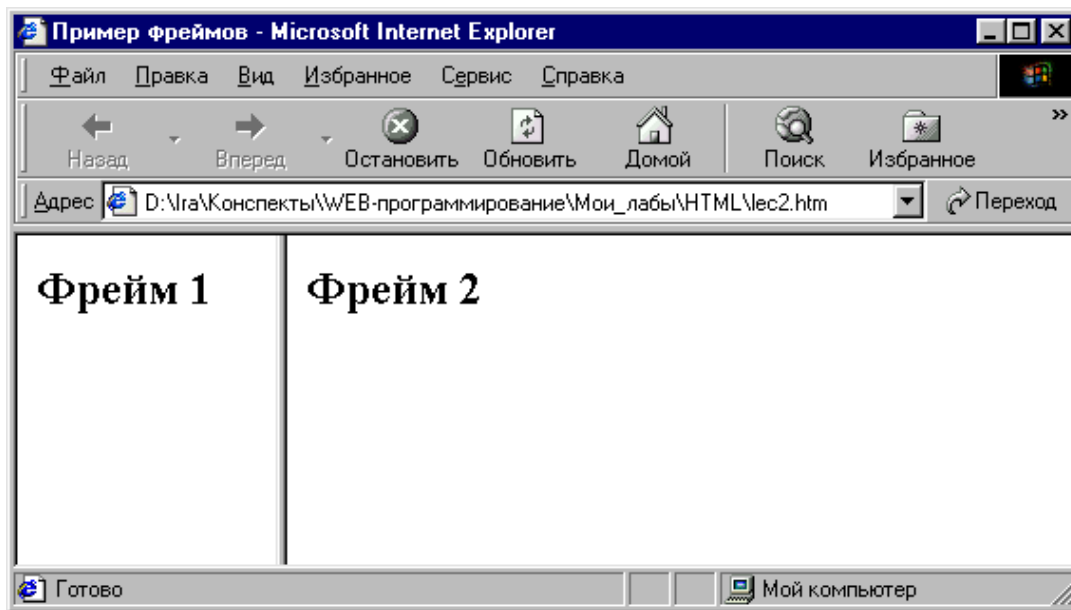 Пример фреймов - Microsoft Internet Explorer
Файл Правка Вид Избранное Сервис Справка
Назад Вперед Остановить Обновить Домой Поиск Избранное »
Адрес D:\Ira\Конспекты\WEB-программирование\Мои_лабы\HTML\lec2.htm Переход
Фрейм 1 Фрейм 2
Готово Мой компьютер